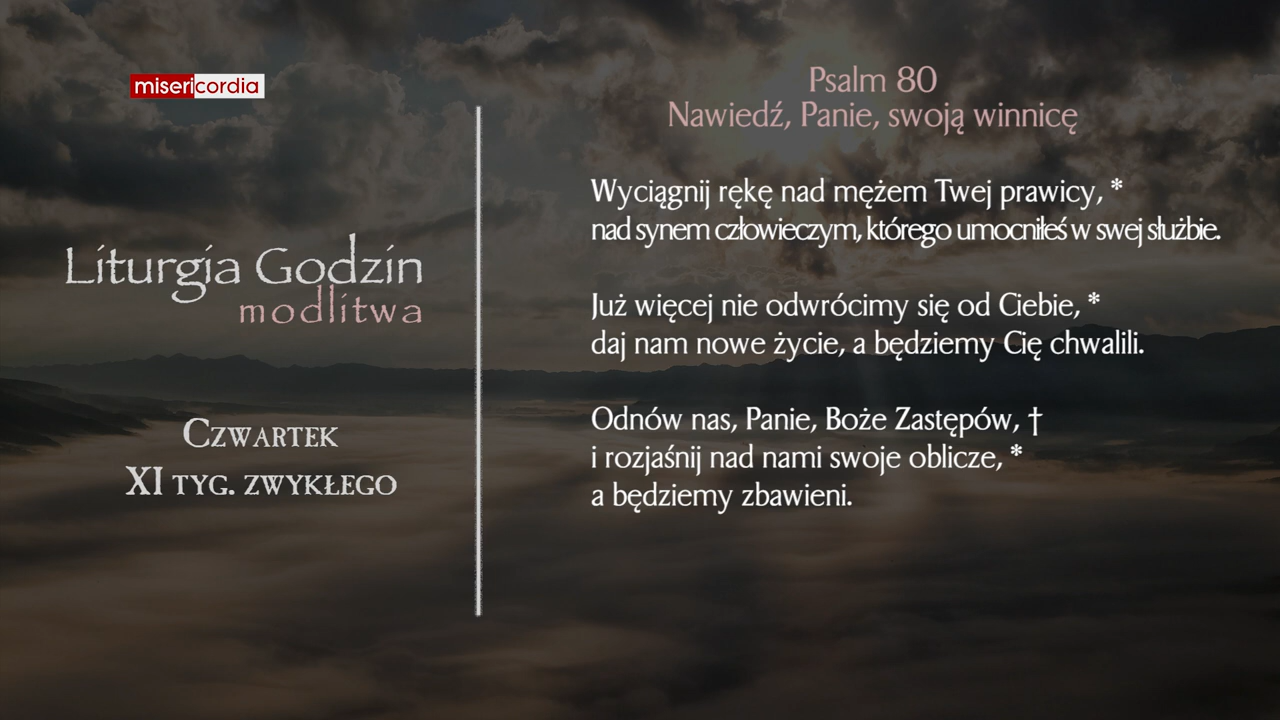 misericordia
Liturgia Godzin
modlitwa
Czwartek
XI tyg. zwykłego
Psalm 80
Nawiedź, Panie, swoją winnicę
Wyciągnij rękę nad mężem Twej prawicy, *
nad synem człowieczym, którego umocniłeś w swej służbie.
Już więcej nie odwrócimy się od Ciebie, *
daj nam nowe życie, a będziemy Cię chwalili.
Odnów nas, Panie, Boże Zastępów, †
i rozjaśnij nad nami swoje oblicze, *
a będziemy zbawieni.